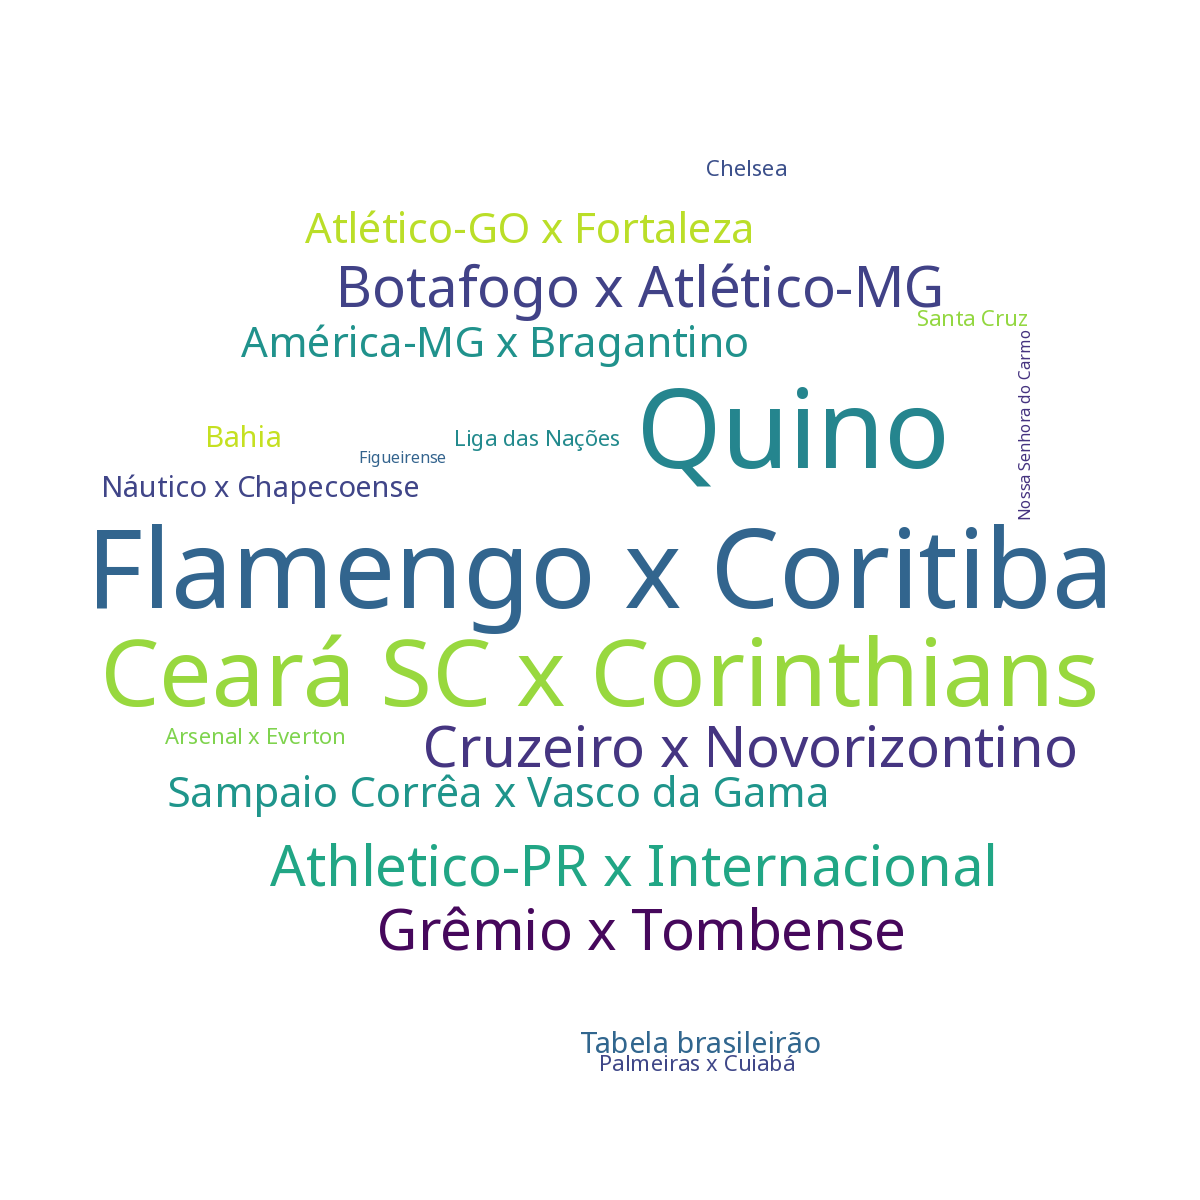 Chelsea
Atlético-GO x Fortaleza
Botafogo x Atlético-MG
Santa Cruz
América-MG x Bragantino
Nossa Senhora do Carmo
Quino
Bahia
Liga das Nações
Figueirense
Náutico x Chapecoense
Flamengo x Coritiba
Ceará SC x Corinthians
Arsenal x Everton
Cruzeiro x Novorizontino
Sampaio Corrêa x Vasco da Gama
Athletico-PR x Internacional
Grêmio x Tombense
Tabela brasileirão
Palmeiras x Cuiabá